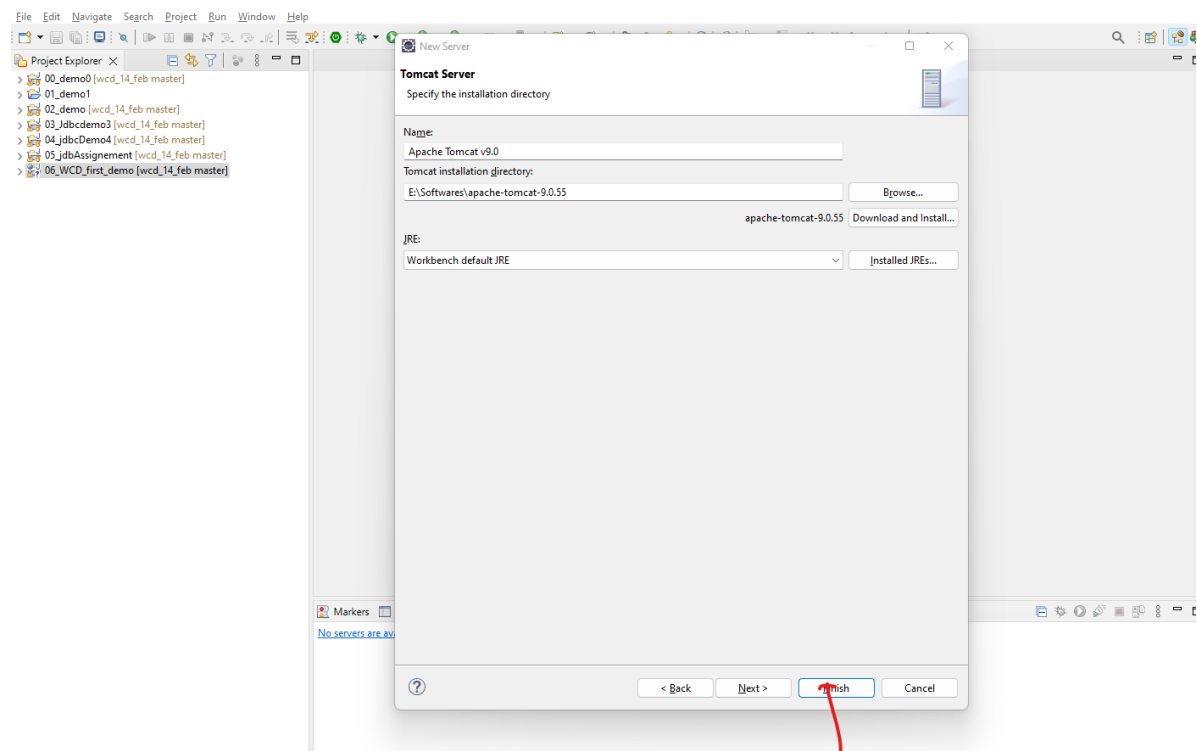 File Edit Navigate Search Project Run Window Help
Project Explorer
00_demo0 [wcd_14_feb master]
01_demo1
02_demo [wcd_14_feb master]
03_Jdbcdemo3 [wcd_14_feb master]
04_jdbcDemo4 [wcd_14_feb master]
05_jdbAssignement [wcd_14_feb master]
06_WCD_first_demo [wcd_14_feb master]
New Server
Tomcat Server
Specify the installation directory
Name:
Apache Tomcat v9.0
Tomcat installation directory:
E:\Softwares\apache-tomcat-9.0.55
Browse...
apache-tomcat-9.0.55 Download and Install...
JRE:
Workbench default JRE
Installed JREs...
Markers
No servers are
< Back Next > Finish Cancel